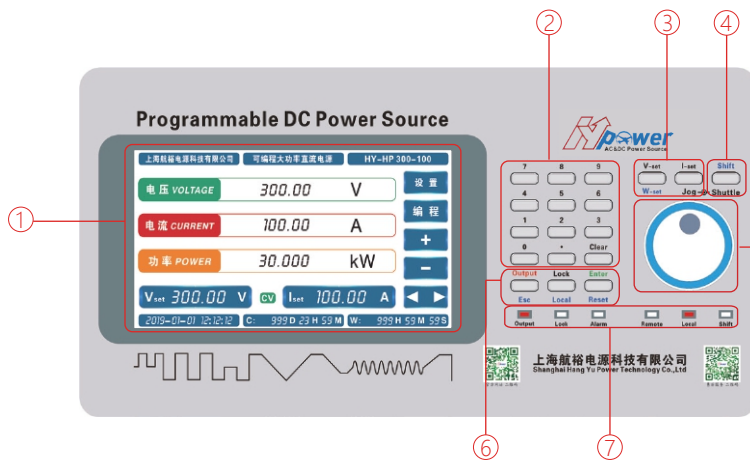 ② ③ ④
Programmable DC Power Source
Hypower
AC&DC Power Source
上海航裕电源科技有限公司 可编程大功率直流电源 HY-HP 300-100
电压 VOLTAGE 300.00 V 设置
电流 CURRENT 100.00 A 编程
功率 POWER 30.000 kW + −
Vset 300.00 V CV Iset 100.00 A ◀ ▶
2019-01-01 12:12:12 C: 999 D 23 H 59 M W: 999 H 59 M 59 S
①
7 8 9
4 5 6
1 2 3
0 · Clear
V-set I-set Shift
W-set Jog Shuttle
Output Lock Enter
Esc Local Reset
Output Lock Alarm Remote Local Shift
上海航裕电源科技有限公司
Shanghai Hang Yu Power Technology Co.,Ltd
⑥ ⑦